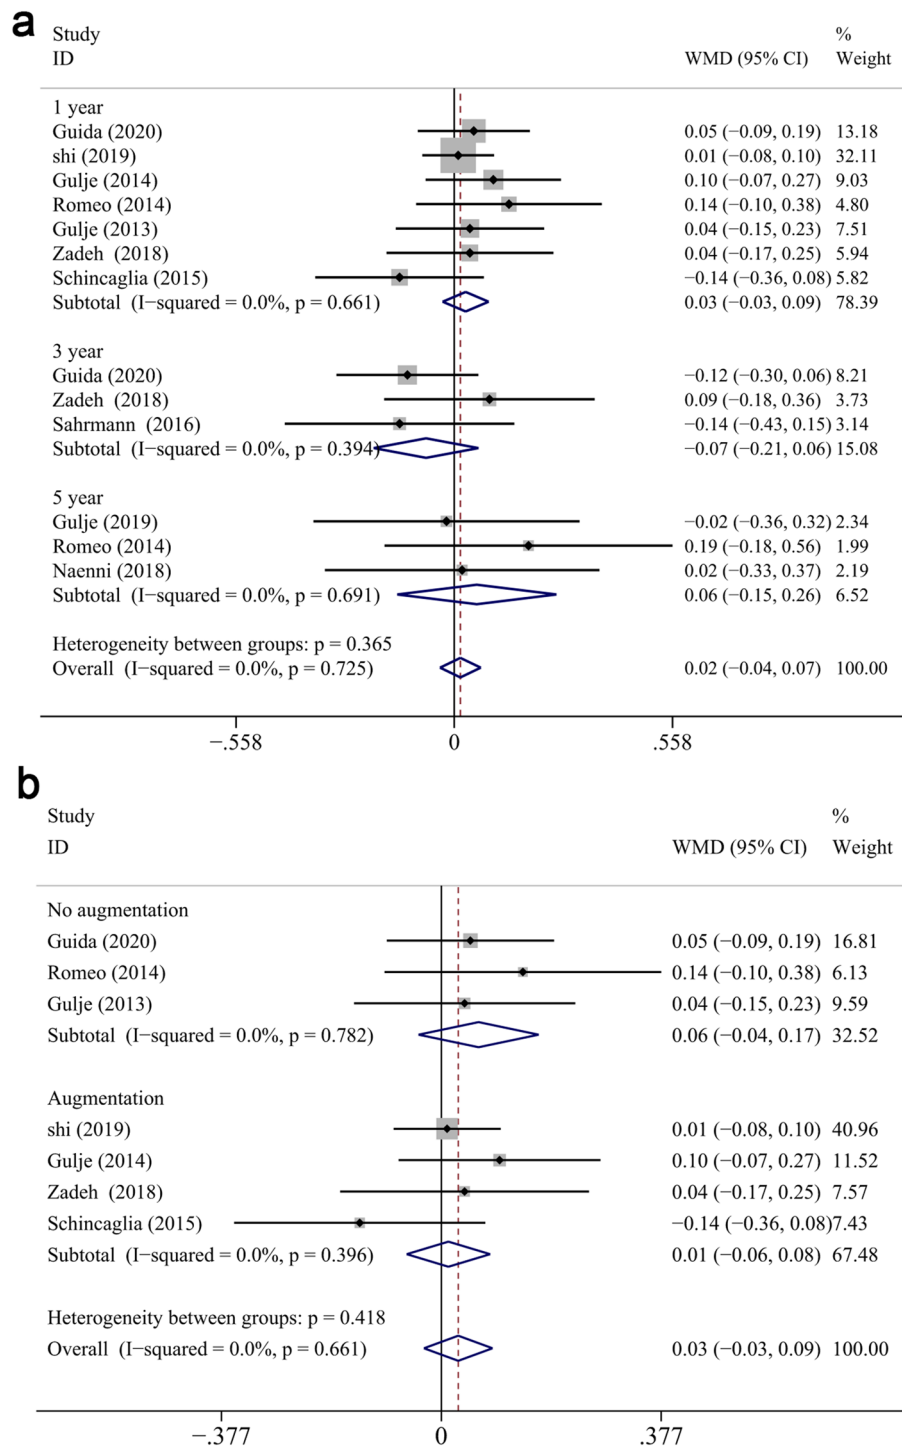 a
Study %
ID WMD (95% CI) Weight
1 year
Guida (2020) 0.05 (−0.09, 0.19) 13.18
shi (2019) 0.01 (−0.08, 0.10) 32.11
Gulje (2014) 0.10 (−0.07, 0.27) 9.03
Romeo (2014) 0.14 (−0.10, 0.38) 4.80
Gulje (2013) 0.04 (−0.15, 0.23) 7.51
Zadeh (2018) 0.04 (−0.17, 0.25) 5.94
Schincaglia (2015) −0.14 (−0.36, 0.08) 5.82
Subtotal (I−squared = 0.0%, p = 0.661) 0.03 (−0.03, 0.09) 78.39
3 year
Guida (2020) −0.12 (−0.30, 0.06) 8.21
Zadeh (2018) 0.09 (−0.18, 0.36) 3.73
Sahrmann (2016) −0.14 (−0.43, 0.15) 3.14
Subtotal (I−squared = 0.0%, p = 0.394) −0.07 (−0.21, 0.06) 15.08
5 year
Gulje (2019) −0.02 (−0.36, 0.32) 2.34
Romeo (2014) 0.19 (−0.18, 0.56) 1.99
Naenni (2018) 0.02 (−0.33, 0.37) 2.19
Subtotal (I−squared = 0.0%, p = 0.691) 0.06 (−0.15, 0.26) 6.52
Heterogeneity between groups: p = 0.365
Overall (I−squared = 0.0%, p = 0.725) 0.02 (−0.04, 0.07) 100.00
−.558 0 .558
b
Study %
ID WMD (95% CI) Weight
No augmentation
Guida (2020) 0.05 (−0.09, 0.19) 16.81
Romeo (2014) 0.14 (−0.10, 0.38) 6.13
Gulje (2013) 0.04 (−0.15, 0.23) 9.59
Subtotal (I−squared = 0.0%, p = 0.782) 0.06 (−0.04, 0.17) 32.52
Augmentation
shi (2019) 0.01 (−0.08, 0.10) 40.96
Gulje (2014) 0.10 (−0.07, 0.27) 11.52
Zadeh (2018) 0.04 (−0.17, 0.25) 7.57
Schincaglia (2015) −0.14 (−0.36, 0.08) 7.43
Subtotal (I−squared = 0.0%, p = 0.396) 0.01 (−0.06, 0.08) 67.48
Heterogeneity between groups: p = 0.418
Overall (I−squared = 0.0%, p = 0.661) 0.03 (−0.03, 0.09) 100.00
−.377 0 .377